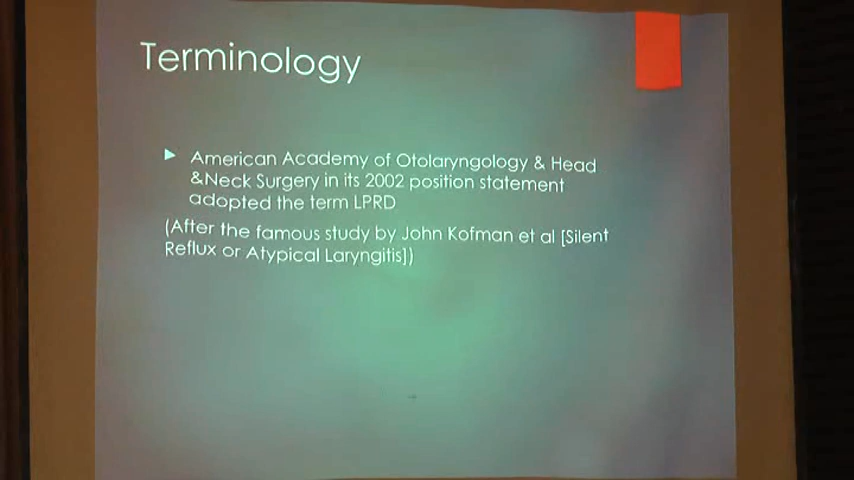 Terminology
American Academy of Otolaryngology & Head
&Neck Surgery in its 2002 position statement
adopted the term LPRD
(After the famous study by John Kofman et al [Silent
Reflux or Atypical Laryngitis])